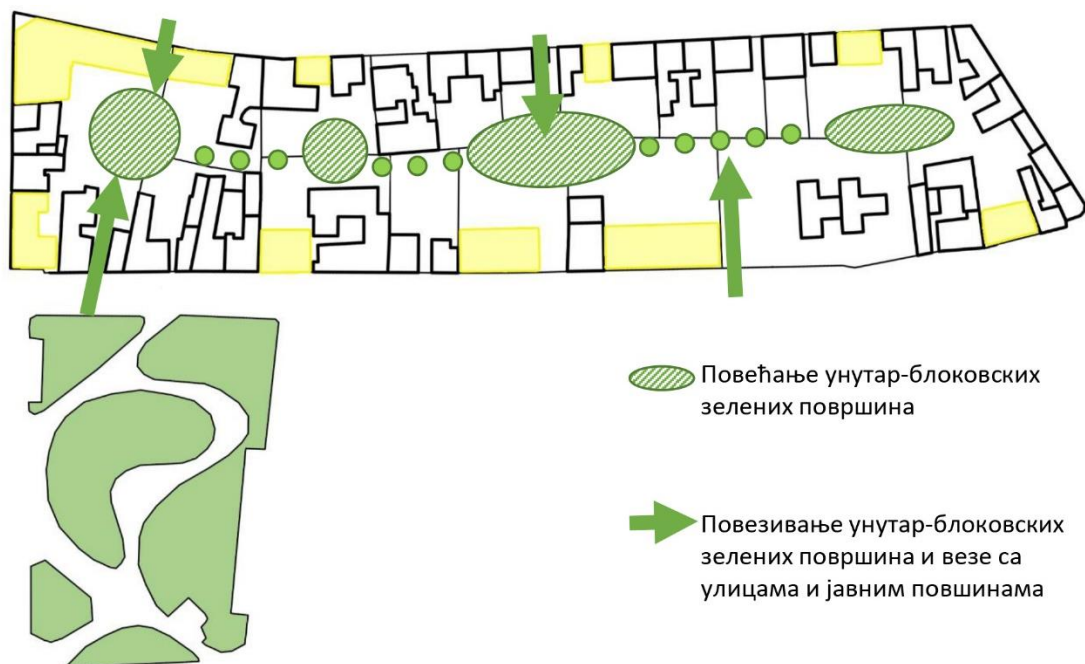 Повећање унутар-блоковских
зелених површина
Повезивање унутар-блоковских
зелених површина и везе са
улицама и јавним повшинама